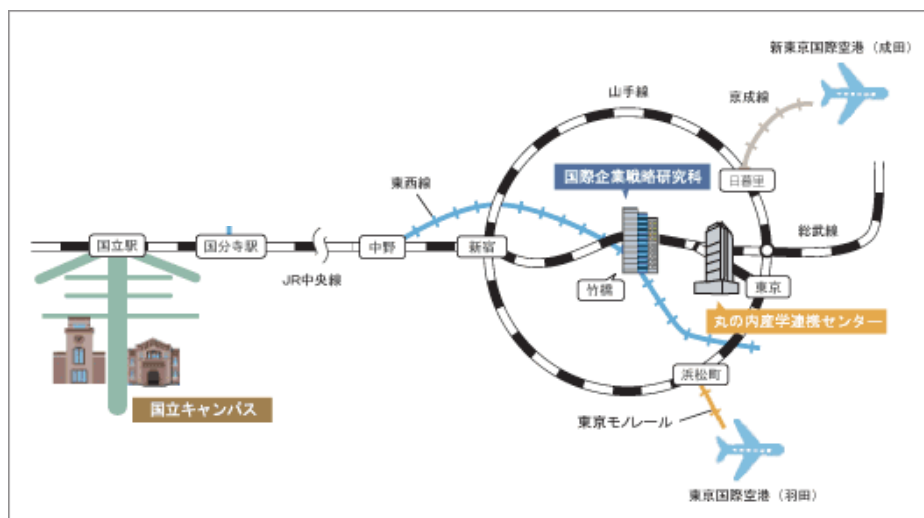 新東京国際空港（成田）
山手線
京成線
国際企業戦略研究科
日暮里
東西線
総武線
国立駅
国分寺駅
中野
新宿
JR中央線
竹橋
東京
丸の内産学連携センター
浜松町
国立キャンパス
東京モノレール
東京国際空港（羽田）